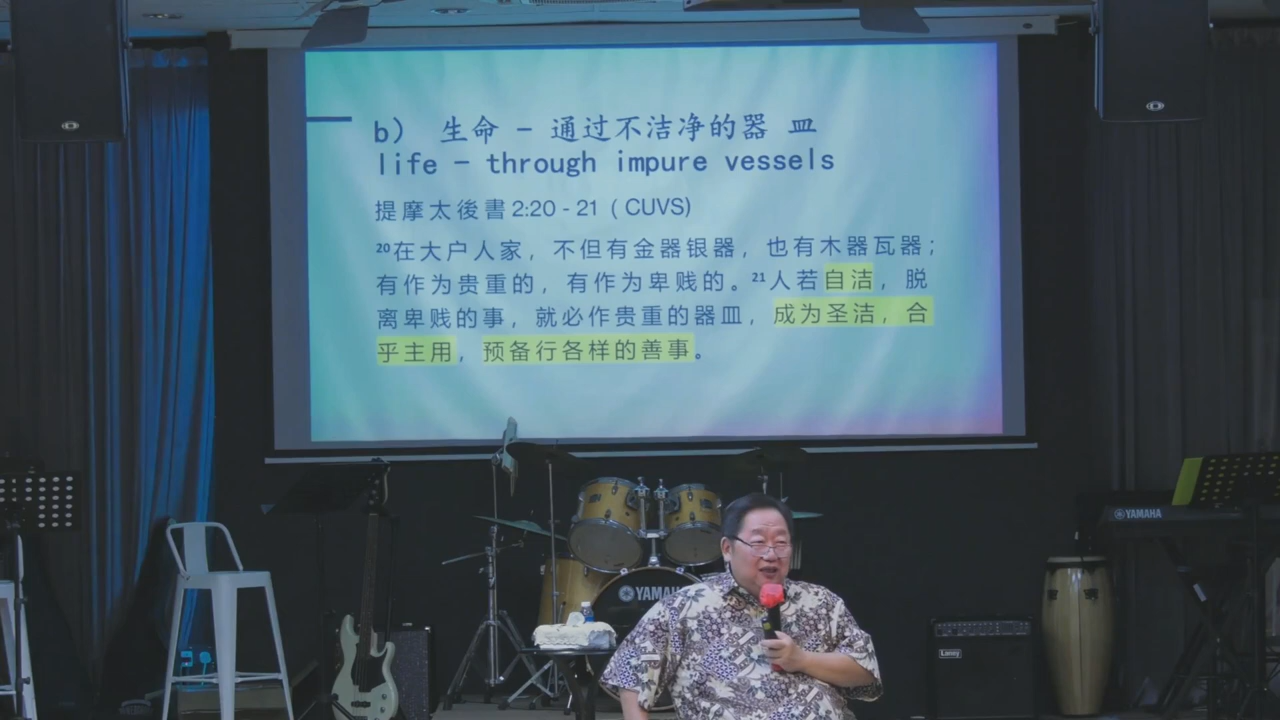 b） 生命 - 通过不洁净的器 皿
life - through impure vessels
提摩太後書 2:20 - 21（CUVS)
²⁰在大户人家，不但有金器银器，也有木器瓦器；
有作为贵重的，有作为卑贱的。²¹人若自洁，脱
离卑贱的事，就必作贵重的器皿，成为圣洁，合
乎主用，预备行各样的善事。
YAMAHA
YAMAHA
Laney